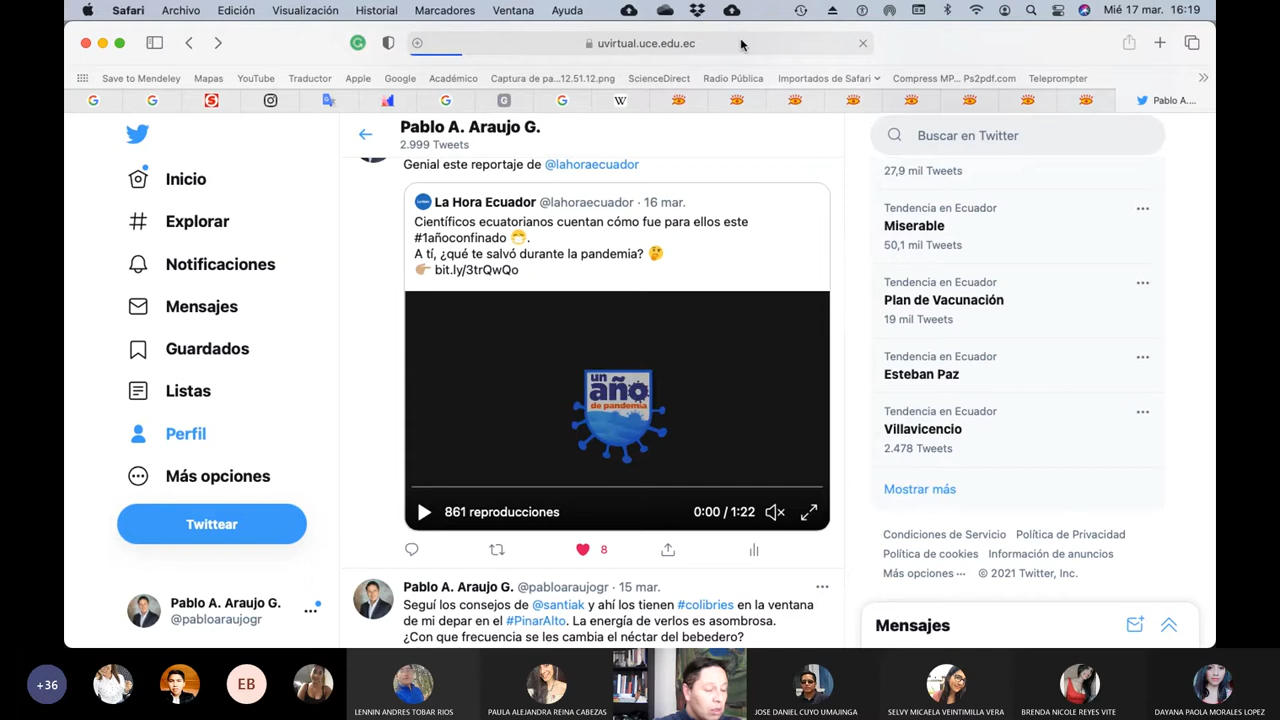 Safari Archivo Edición Visualización Historial Marcadores Ventana Ayuda Mié 17 mar. 16:19
uvirtual.uce.edu.ec
Save to Mendeley Mapas YouTube Traductor Apple Google Académico Captura de pa...12.51.12.png ScienceDirect Radio Pública Importados de Safari Compress MP... Ps2pdf.com Teleprompter
Pablo A....
Inicio
Explorar
Notificaciones
Mensajes
Guardados
Listas
Perfil
Más opciones
Twittear
Pablo A. Araujo G.
@pabloaraujogr
Pablo A. Araujo G.
2.999 Tweets
Genial este reportaje de @lahoraecuador
La Hora Ecuador @lahoraecuador · 16 mar.
Científicos ecuatorianos cuentan cómo fue para ellos este
#1añoconfinado 😷.
A tí, ¿qué te salvó durante la pandemia? 🤔
👉🏽 bit.ly/3trQwQo
un
año
de pandemia
861 reproducciones 0:00 / 1:22
8
Pablo A. Araujo G. @pabloaraujogr · 15 mar.
Seguí los consejos de @santiak y ahí los tienen #colibries en la ventana
de mi depar en el #PinarAlto. La energía de verlos es asombrosa.
¿Con que frecuencia se les cambia el néctar del bebedero?
Buscar en Twitter
27,9 mil Tweets
Tendencia en Ecuador
Miserable
50,1 mil Tweets
Tendencia en Ecuador
Plan de Vacunación
19 mil Tweets
Tendencia en Ecuador
Esteban Paz
Tendencia en Ecuador
Villavicencio
2.478 Tweets
Mostrar más
Condiciones de Servicio Política de Privacidad
Política de cookies Información de anuncios
Más opciones ··· © 2021 Twitter, Inc.
Mensajes
+36
EB
LENNIN ANDRES TOBAR RIOS
PAULA ALEJANDRA REINA CABEZAS
JOSE DANIEL CUYO UMAJINGA
SELVY MICAELA VEINTIMILLA VERA
BRENDA NICOLE REYES VITE
DAYANA PAOLA MORALES LOPEZ